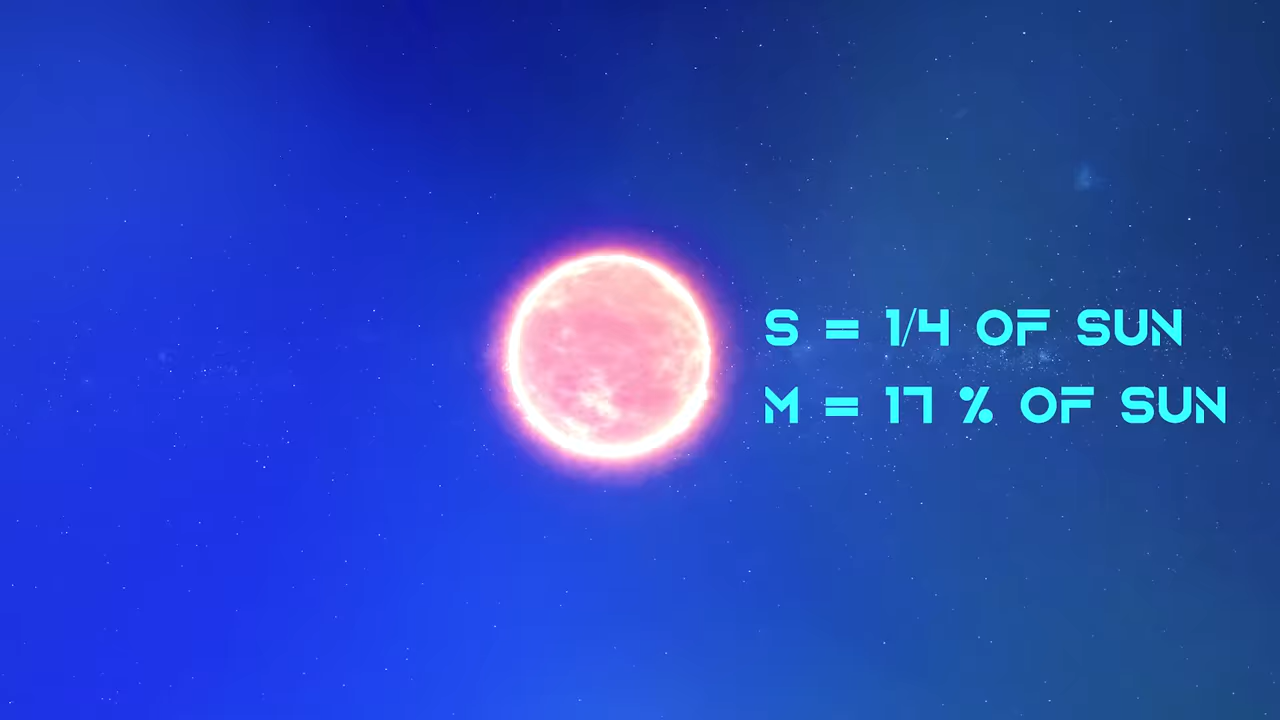 S = 1/4 OF SUN
M = 17 % OF SUN